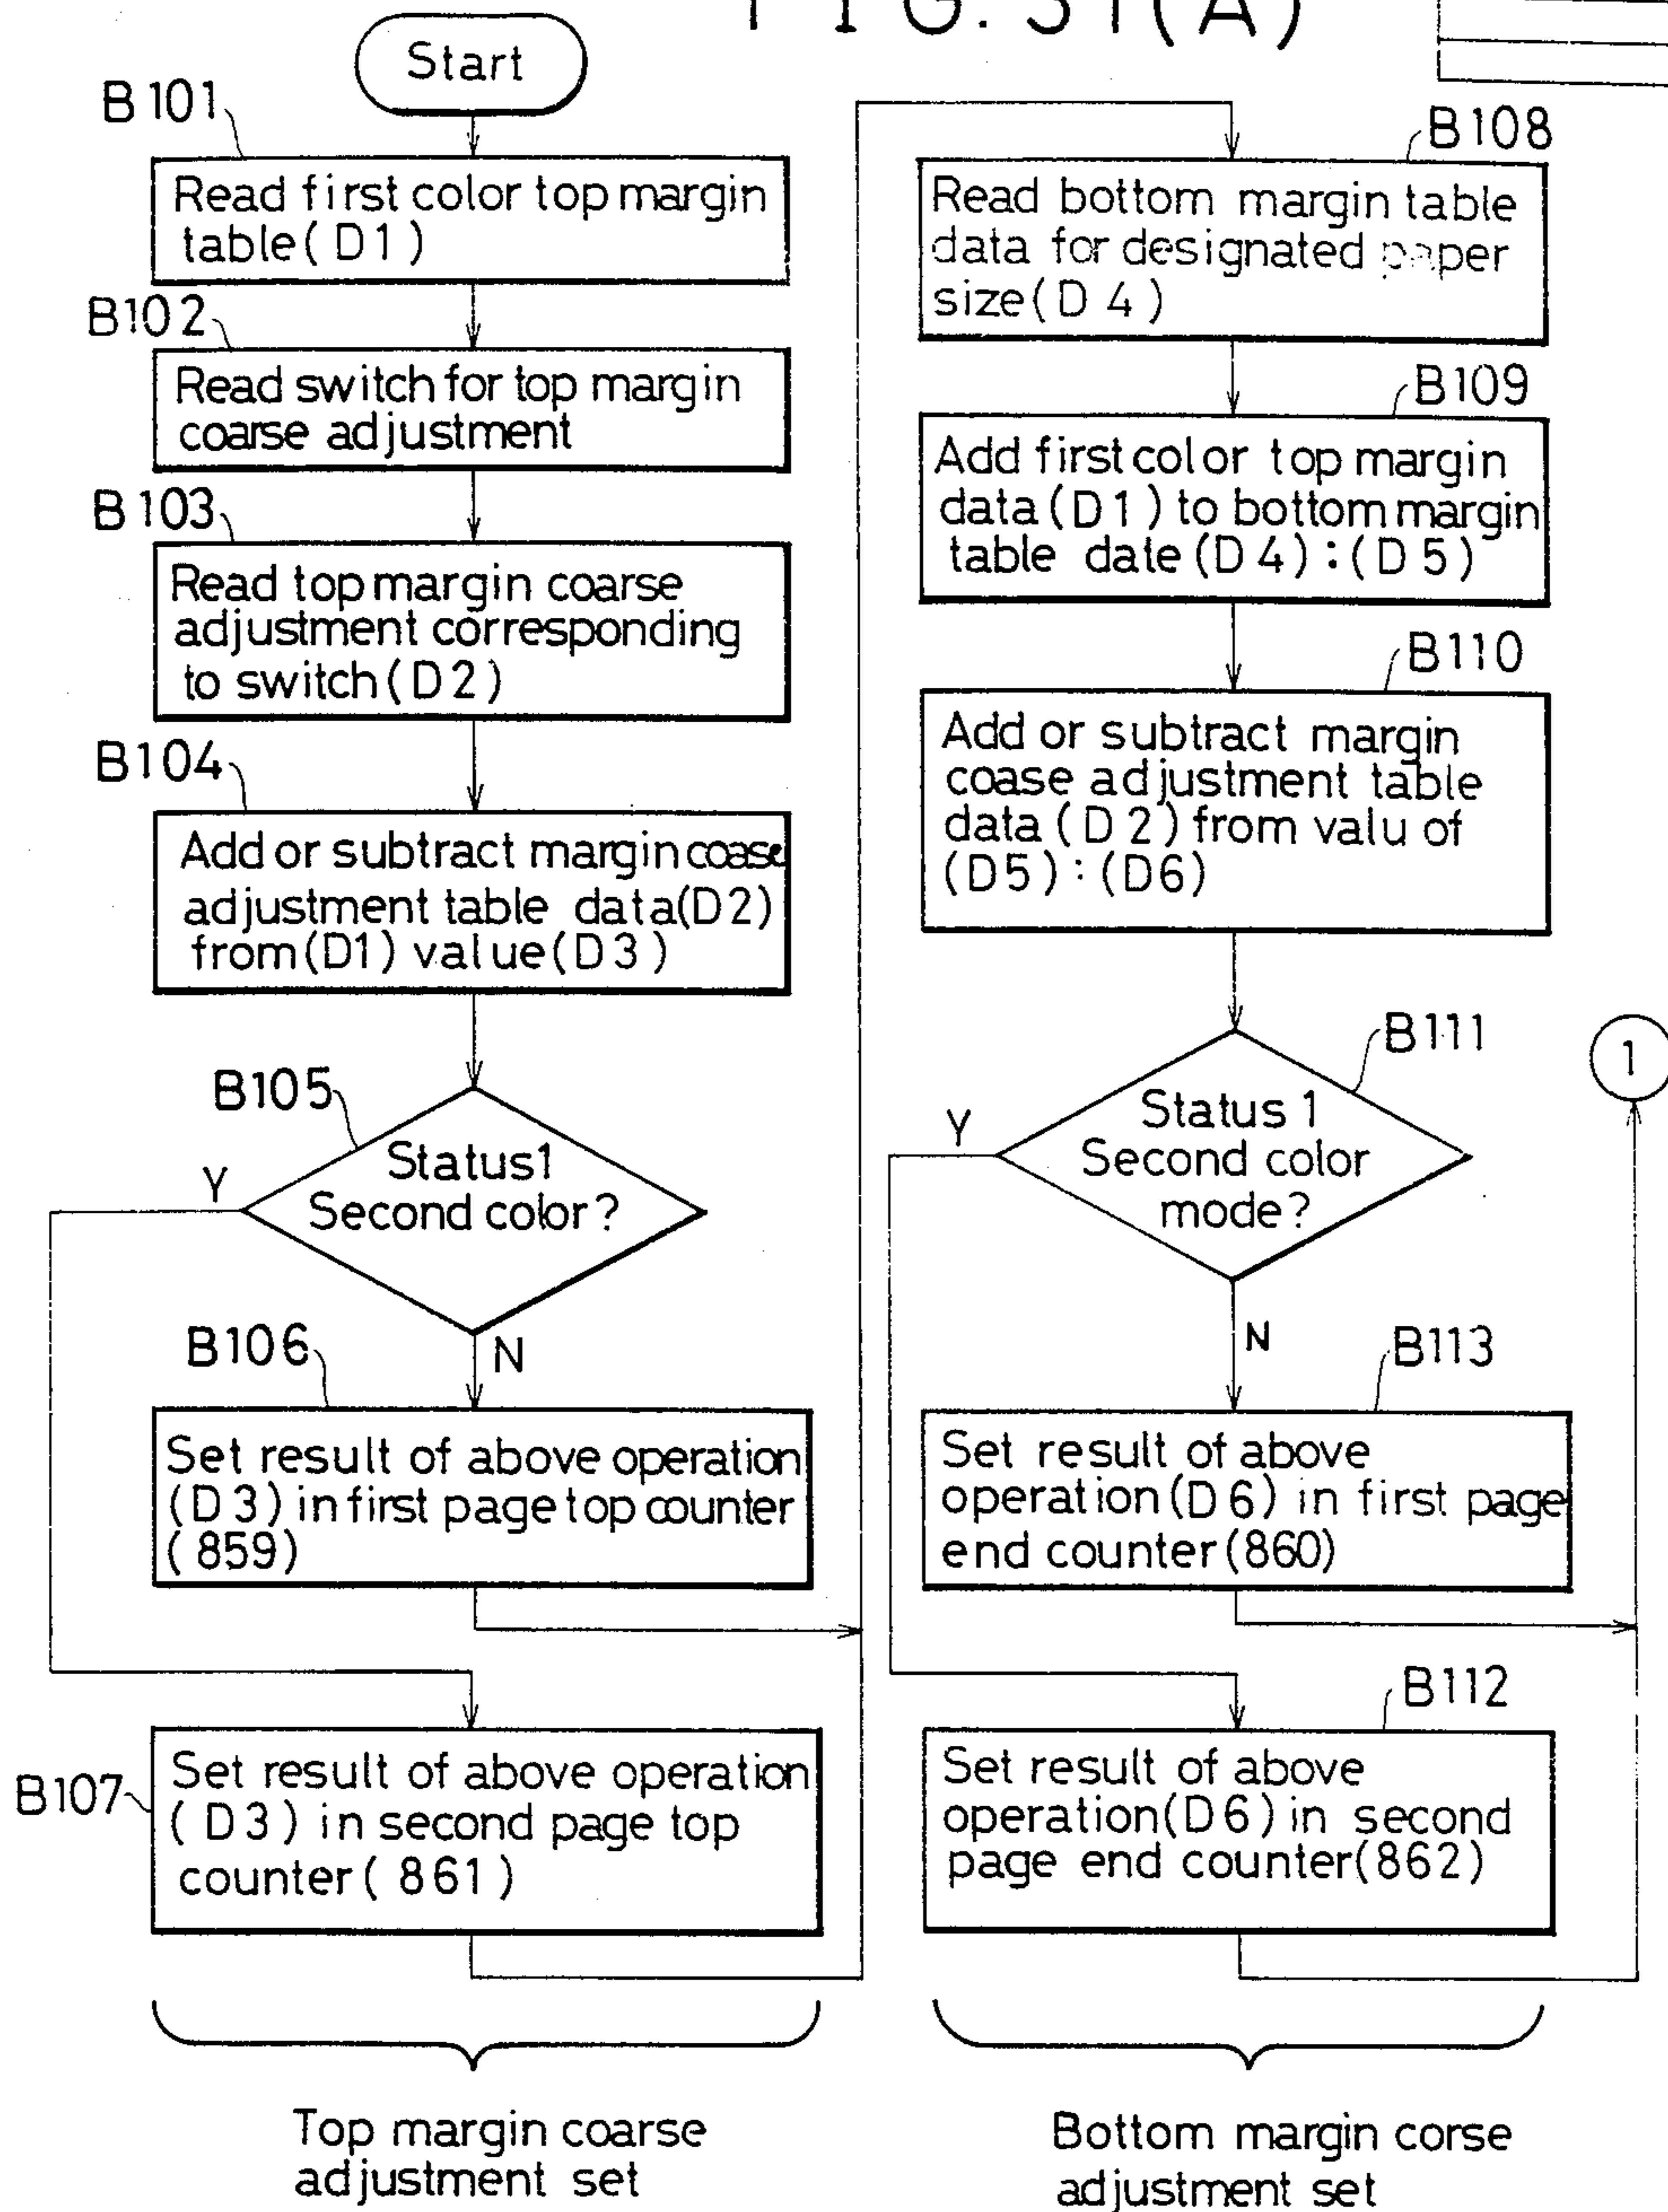 FIG. 31(A)
Start
B101
Read first color top margin
table(D1)
B102
Read switch for top margin
coarse adjustment
B103
Read top margin coarse
adjustment corresponding
to switch(D2)
B104
Add or subtract margin coase
adjustment table data(D2)
from(D1) value(D3)
B105
Status1
Second color?
Y
N
B106
Set result of above operation
(D3) in first page top counter
(859)
B107
Set result of above operation
(D3) in second page top
counter(861)
Top margin coarse
adjustment set
B108
Read bottom margin table
data for designated paper
size(D4)
B109
Add first color top margin
data(D1) to bottom margin
table date(D4):(D5)
B110
Add or subtract margin
coase adjustment table
data(D2) from valu of
(D5):(D6)
B111
Status 1
Second color
mode?
Y
N
1
B113
Set result of above
operation(D6) in first page
end counter(860)
B112
Set result of above
operation(D6) in second
page end counter(862)
Bottom margin corse
adjustment set